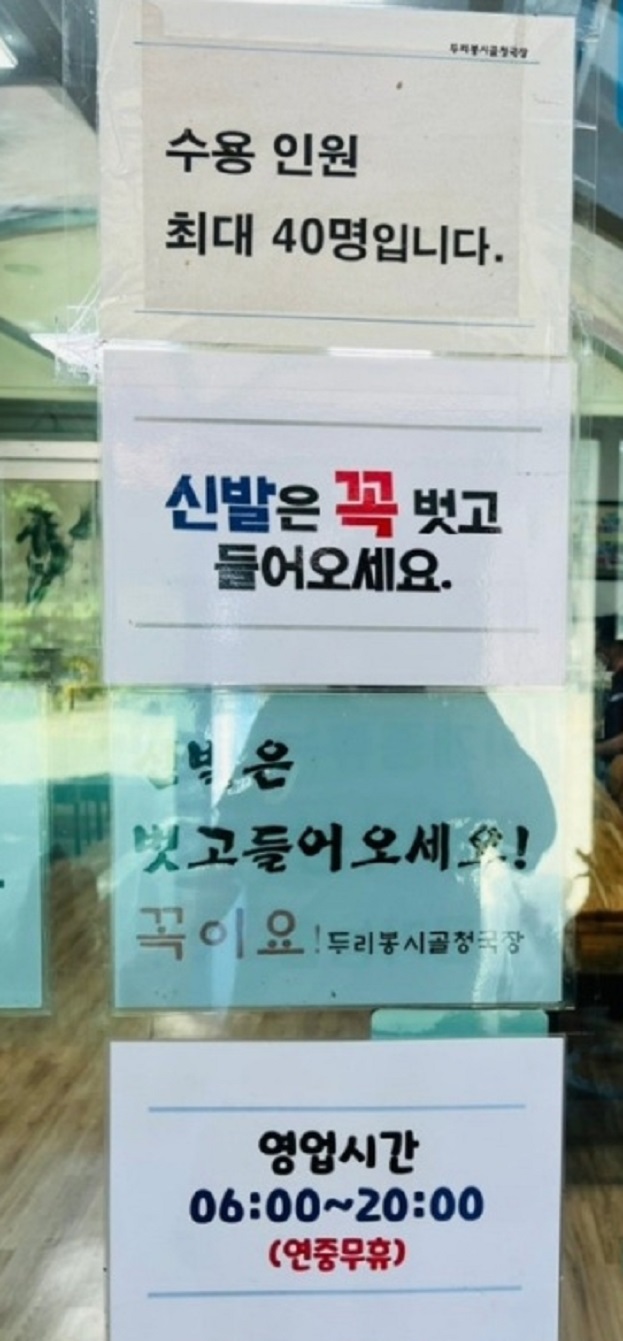 두리봉시골청국장
수용 인원
최대 40명입니다.
신발은 꼭 벗고
들어오세요.
신발은
벗고들어오세요!
꼭이요! 두리봉시골청국장
영업시간
06:00~20:00
(연중무휴)